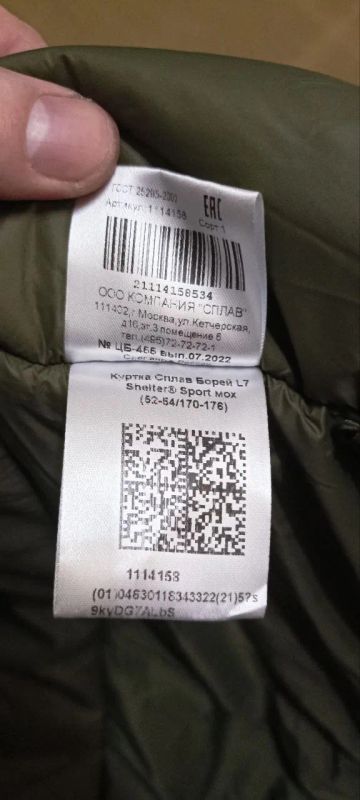 ГОСТ 25295-2003
Артикул: 1114158
EAC
Сорт 1
21114158534
ООО КОМПАНИЯ "СПЛАВ"
111402, г. Москва, ул. Кетчерская,
д 16, эт. 3 помещение 6
тел. (495)72-72-72-1
№ ЦБ-466 вып. 07.2022
Куртка Сплав Борей L7
Shelter® Sport мох
(52-54/170-176)
1114158
(01)04630118343322(21)57s
9kyDG7ALbS